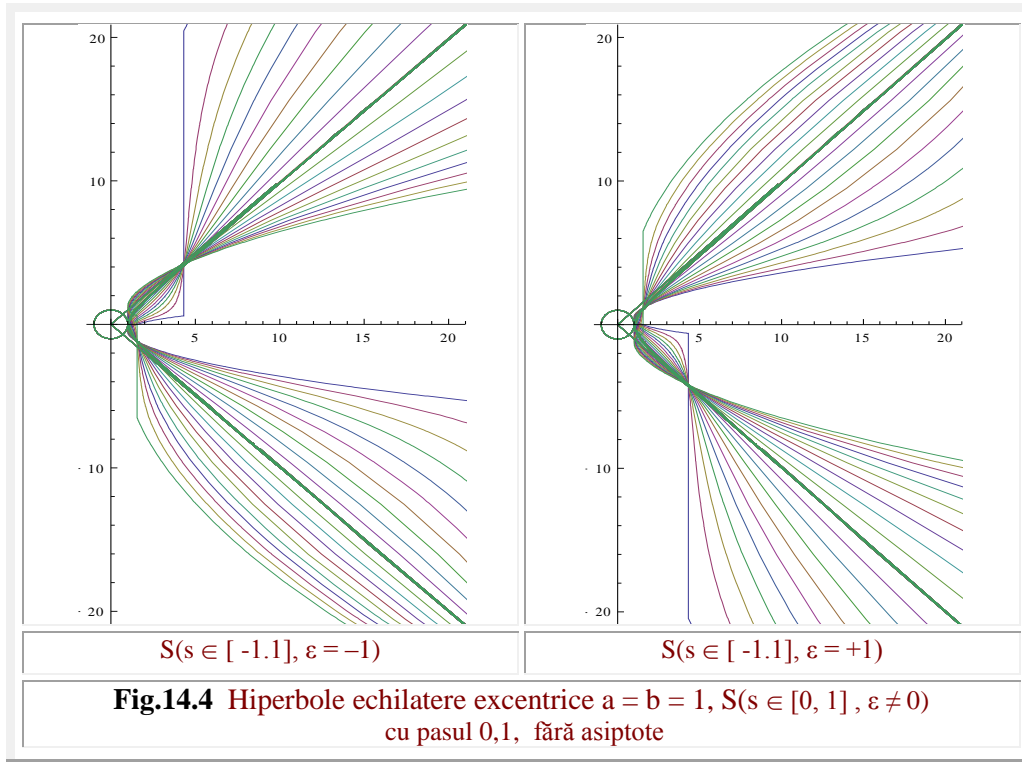 20
10
5 10 15 20
- 10
- 20
20
10
5 10 15 20
- 10
- 20
S(s ∈ [ -1.1], ε = –1)
S(s ∈ [ -1.1], ε = +1)
Fig.14.4 Hiperbole echilatere excentrice a = b = 1, S(s ∈ [0, 1] , ε ≠ 0)
cu pasul 0,1, fără asiptote